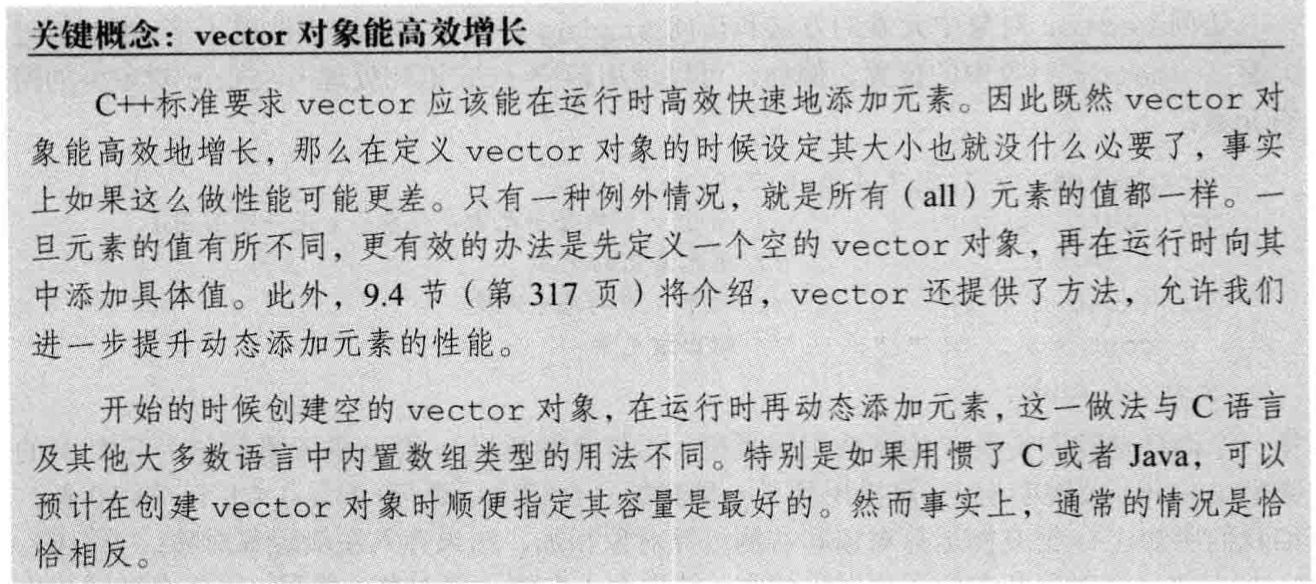 关键概念：vector 对象能高效增长
C++标准要求 vector 应该能在运行时高效快速地添加元素。因此既然 vector 对
象能高效地增长，那么在定义 vector 对象的时候设定其大小也就没什么必要了，事实
上如果这么做性能可能更差。只有一种例外情况，就是所有（all）元素的值都一样。一
旦元素的值有所不同，更有效的办法是先定义一个空的 vector 对象，再在运行时向其
中添加具体值。此外，9.4 节（第 317 页）将介绍，vector 还提供了方法，允许我们
进一步提升动态添加元素的性能。
开始的时候创建空的 vector 对象，在运行时再动态添加元素，这一做法与 C 语言
及其他大多数语言中内置数组类型的用法不同。特别是如果用惯了 C 或者 Java，可以
预计在创建 vector 对象时顺便指定其容量是最好的。然而事实上，通常的情况是恰
恰相反。